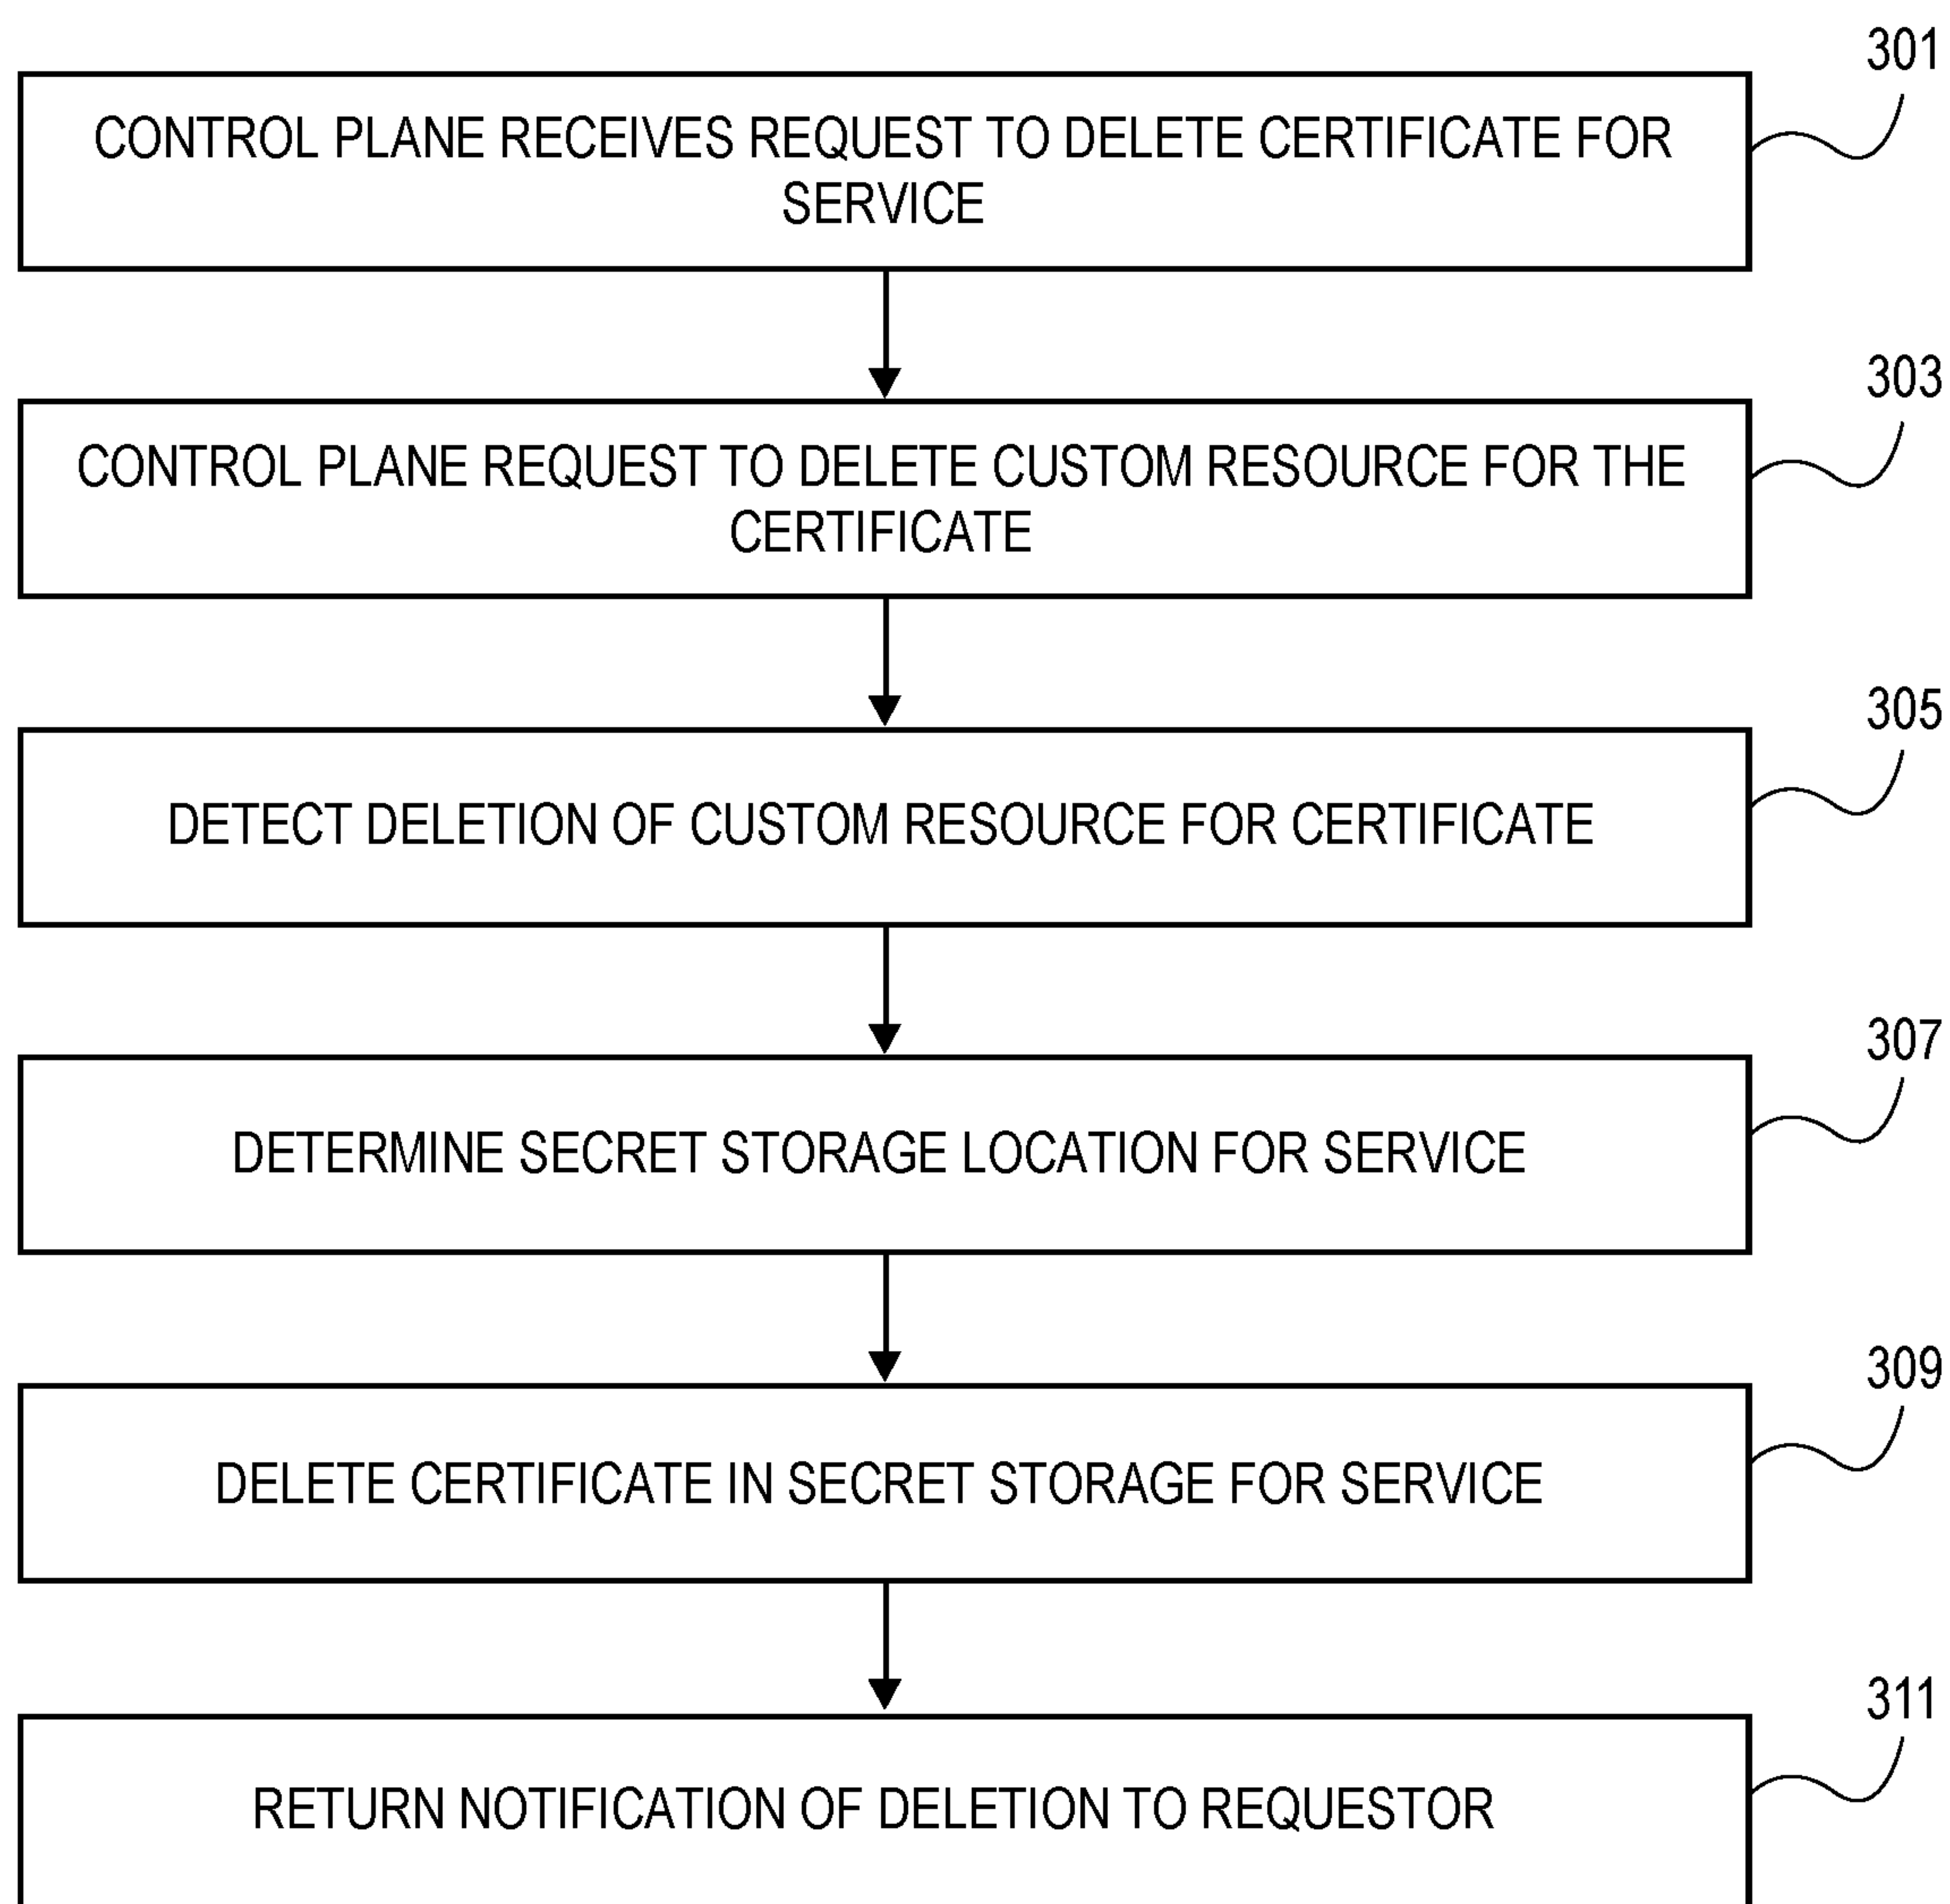 301
CONTROL PLANE RECEIVES REQUEST TO DELETE CERTIFICATE FOR
SERVICE
303
CONTROL PLANE REQUEST TO DELETE CUSTOM RESOURCE FOR THE
CERTIFICATE
305
DETECT DELETION OF CUSTOM RESOURCE FOR CERTIFICATE
307
DETERMINE SECRET STORAGE LOCATION FOR SERVICE
309
DELETE CERTIFICATE IN SECRET STORAGE FOR SERVICE
311
RETURN NOTIFICATION OF DELETION TO REQUESTOR